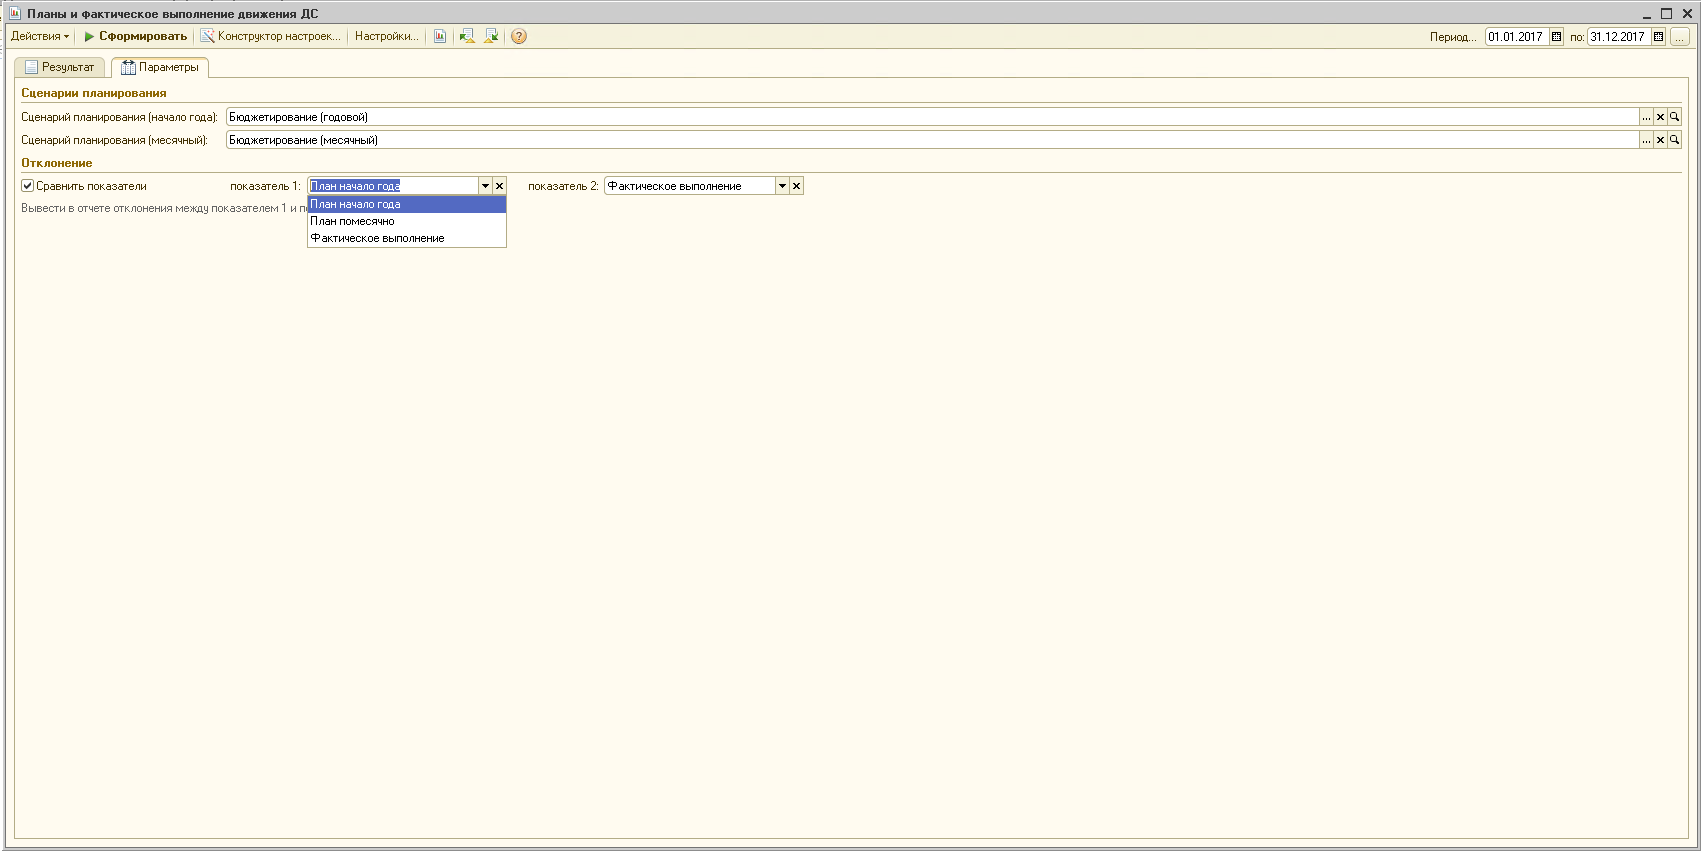 Планы и фактическое выполнение движения ДС
Действия Сформировать Конструктор настроек... Настройки... Период... 01.01.2017 по: 31.12.2017 ...
Результат Параметры
Сценарии планирования
Сценарий планирования (начало года): Бюджетирование (годовой) ...
Сценарий планирования (месячный): Бюджетирование (месячный) ...
Отклонение
Сравнить показатели показатель 1: План начало года показатель 2: Фактическое выполнение
План начало года
Вывести в отчете отклонения между показателем 1 и
План помесячно
Фактическое выполнение